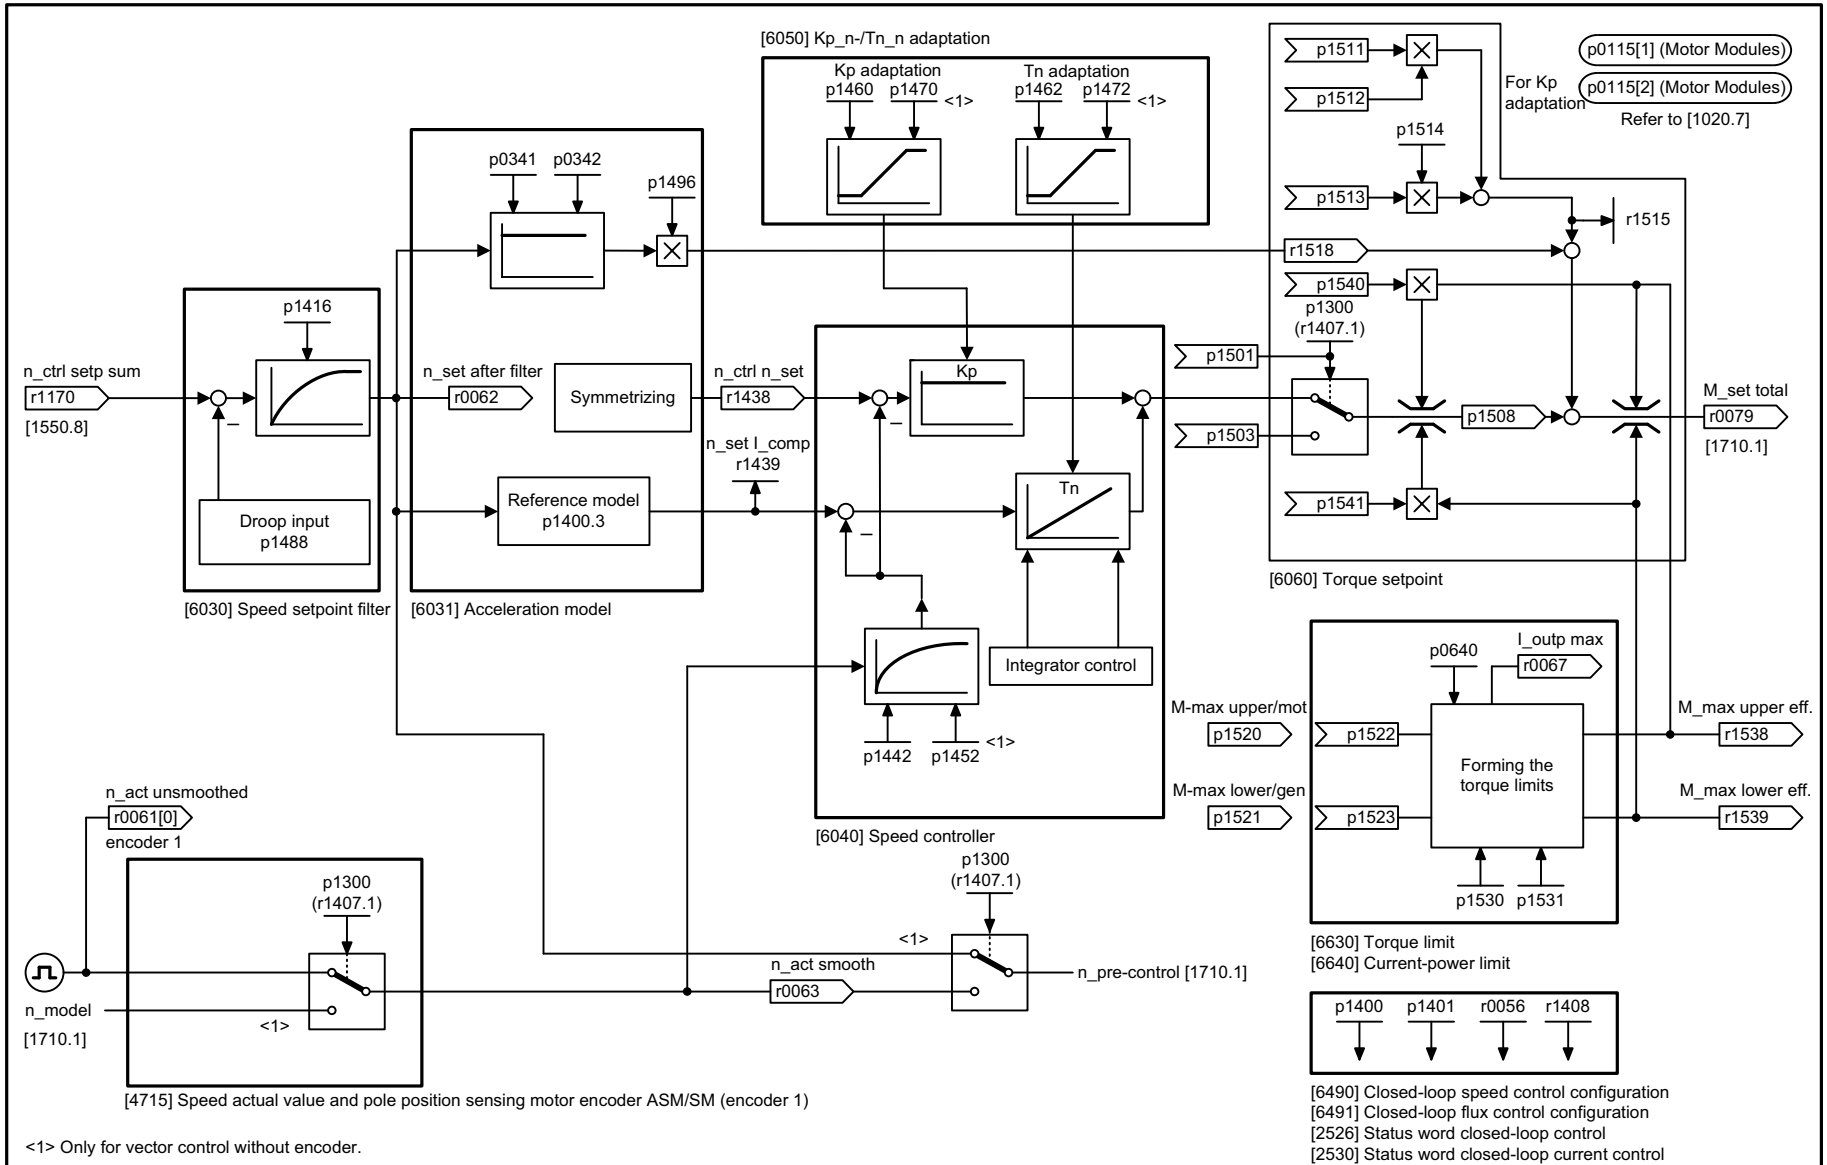 [6050] Kp_n-/Tn_n adaptation
Kp adaptation
p1460 p1470 <1>
Tn adaptation
p1462 p1472 <1>
p1511
p1512
For Kp
adaptation
p0115[1] (Motor Modules)
p0115[2] (Motor Modules)
Refer to [1020.7]
p1514
p1513
r1515
p0341 p0342
p1496
r1518
p1540
p1300
(r1407.1)
p1501
p1503
p1508
M_set total
r0079
[1710.1]
p1541
[6060] Torque setpoint
p1416
n_ctrl setp sum
r1170
[1550.8]
–
Droop input
p1488
[6030] Speed setpoint filter
n_set after filter
r0062
Symmetrizing
n_ctrl n_set
r1438
n_set I_comp
r1439
Reference model
p1400.3
[6031] Acceleration model
Kp
–
Tn
–
Integrator control
p1442 p1452 <1>
[6040] Speed controller
M-max upper/mot
p1520
p1522
M-max lower/gen
p1521
p1523
p0640
I_outp max
r0067
Forming the
torque limits
M_max upper eff.
r1538
M_max lower eff.
r1539
p1530 p1531
[6630] Torque limit
[6640] Current-power limit
n_act unsmoothed
r0061[0]
encoder 1
p1300
(r1407.1)
n_model
[1710.1]
<1>
[4715] Speed actual value and pole position sensing motor encoder ASM/SM (encoder 1)
p1300
(r1407.1)
<1>
n_act smooth
r0063
n_pre-control [1710.1]
p1400 p1401 r0056 r1408
[6490] Closed-loop speed control configuration
[6491] Closed-loop flux control configuration
[2526] Status word closed-loop control
[2530] Status word closed-loop current control
<1> Only for vector control without encoder.